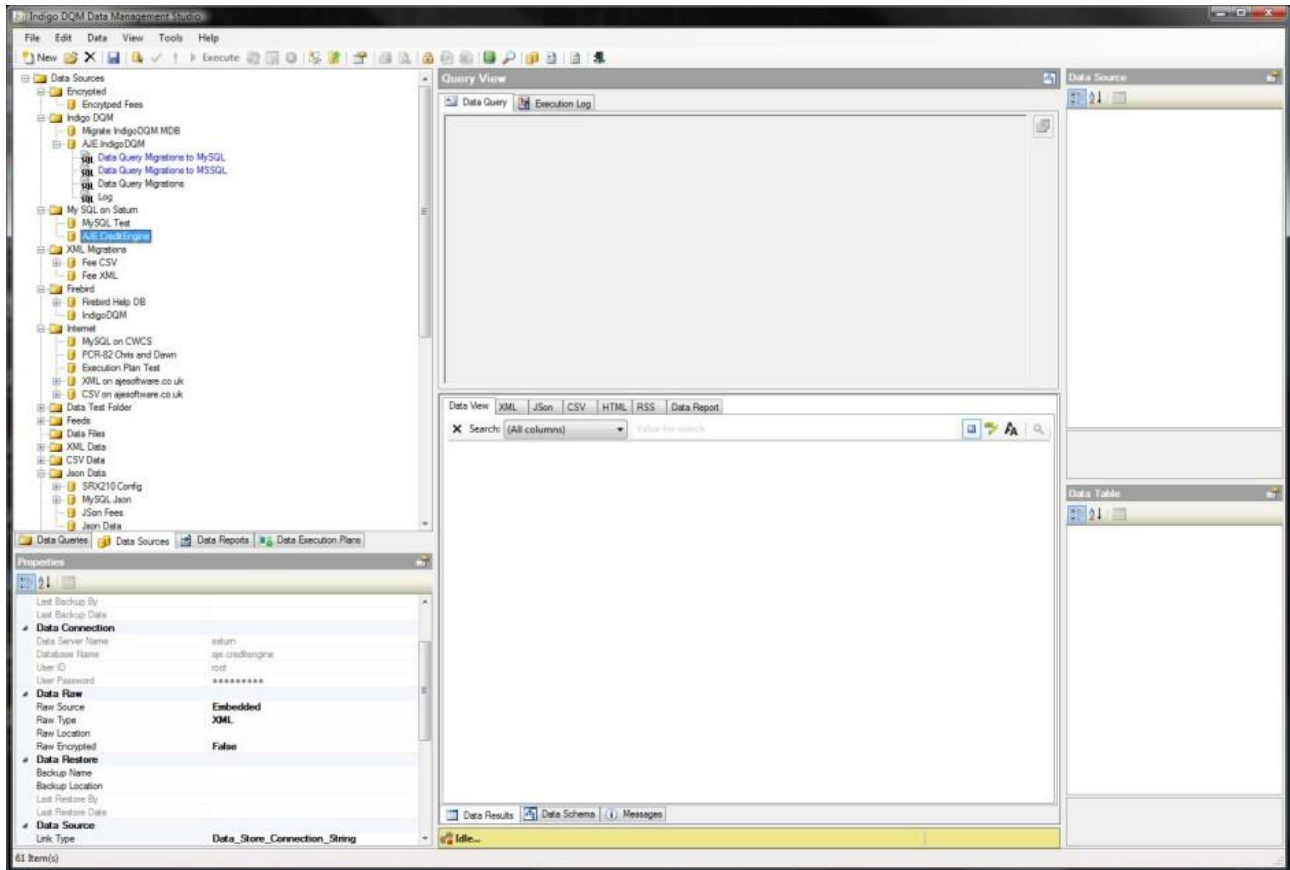 Indigo DQM Data Management Studio
File Edit Data View Tools Help
New Execute
Data Sources
Encrypted
Encrytped Fees
Indigo DQM
Migrate IndigoDQM MDB
AJE.IndigoDQM
SQL Data Query Migrations to MySQL
SQL Data Query Migrations to MSSQL
SQL Data Query Migrations
SQL Log
My SQL on Saturn
MySQL Test
AJE.CreditEngine
XML Migrations
Fee CSV
Fee XML
Firebird
Firebird Help DB
IndigoDQM
Internet
MySQL on CWCS
PCR-82 Chris and Dawn
Execution Plan Test
XML on ajesoftware.co.uk
CSV on ajesoftware.co.uk
Data Test Folder
Feeds
Data Files
XML Data
CSV Data
Json Data
SRX210 Config
MySQL Json
JSon Fees
Json Data
Data Queries Data Sources Data Reports Data Execution Plans
Properties
Last Backup By
Last Backup Date
Data Connection
Data Server Name saturn
Database Name aje.creditengine
User ID root
User Password *********
Data Raw
Raw Source Embedded
Raw Type XML
Raw Location
Raw Encrypted False
Data Restore
Backup Name
Backup Location
Last Restore By
Last Restore Date
Data Source
Link Type Data_Store_Connection_String
61 Item(s)
Query View
Data Query Execution Log
Data View XML JSon CSV HTML RSS Data Report
Search: (All columns) Value for search
Data Results Data Schema Messages
Idle...
Data Source
Data Table